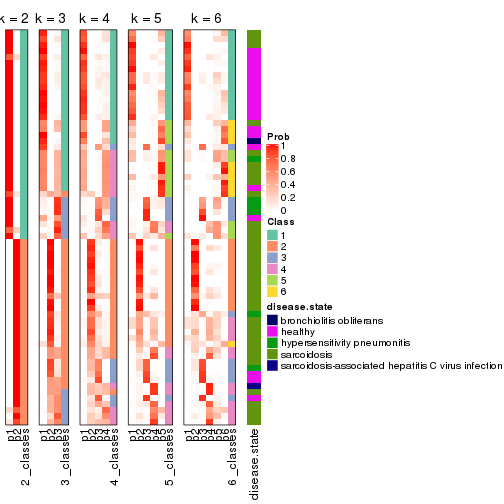 k = 2 k = 3 k = 4 k = 5 k = 6
Prob
1
0.8
0.6
0.4
0.2
0
Class
1
2
3
4
5
6
disease.state
bronchiolitis obliterans
healthy
hypersensitivity pneumonitis
sarcoidosis
sarcoidosis-associated hepatitis C virus infection
p1
p2
2_classes
p1
p2
p3
3_classes
p1
p2
p3
p4
4_classes
p1
p2
p3
p4
p5
5_classes
p1
p2
p3
p4
p5
p6
6_classes
disease.state